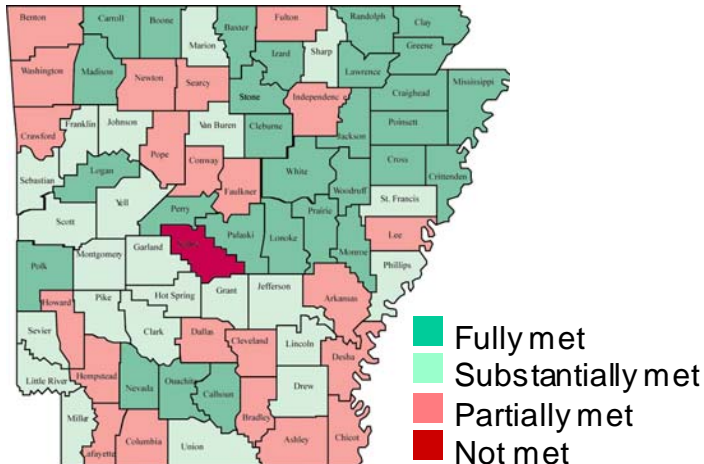 Benton
Carroll
Boone
Baxter
Fulton
Randolph
Clay
Marion
Sharp
Izard
Greene
Washington
Madison
Newton
Searcy
Lawrence
Mississippi
Stone
Independenc e
Craighead
Crawford
Franklin
Johnson
Van Buren
Cleburne
Jackson
Poinsett
Pope
Conway
Logan
Sebastian
White
Cross
Crittenden
Faulkner
Woodruff
St. Francis
Yell
Perry
Scott
Prairie
Pulaski
Lonoke
Lee
Garland
Montgomery
Monroe
Phillips
Polk
Hot Spring
Grant
Jefferson
Howard
Pike
Arkansas
Sevier
Clark
Dallas
Cleveland
Lincoln
Desha
Hempstead
Little River
Nevada
Ouachita
Calhoun
Drew
Miller
Bradley
Lafayette
Columbia
Union
Ashley
Chicot
Fully met
Substantially met
Partially met
Not met